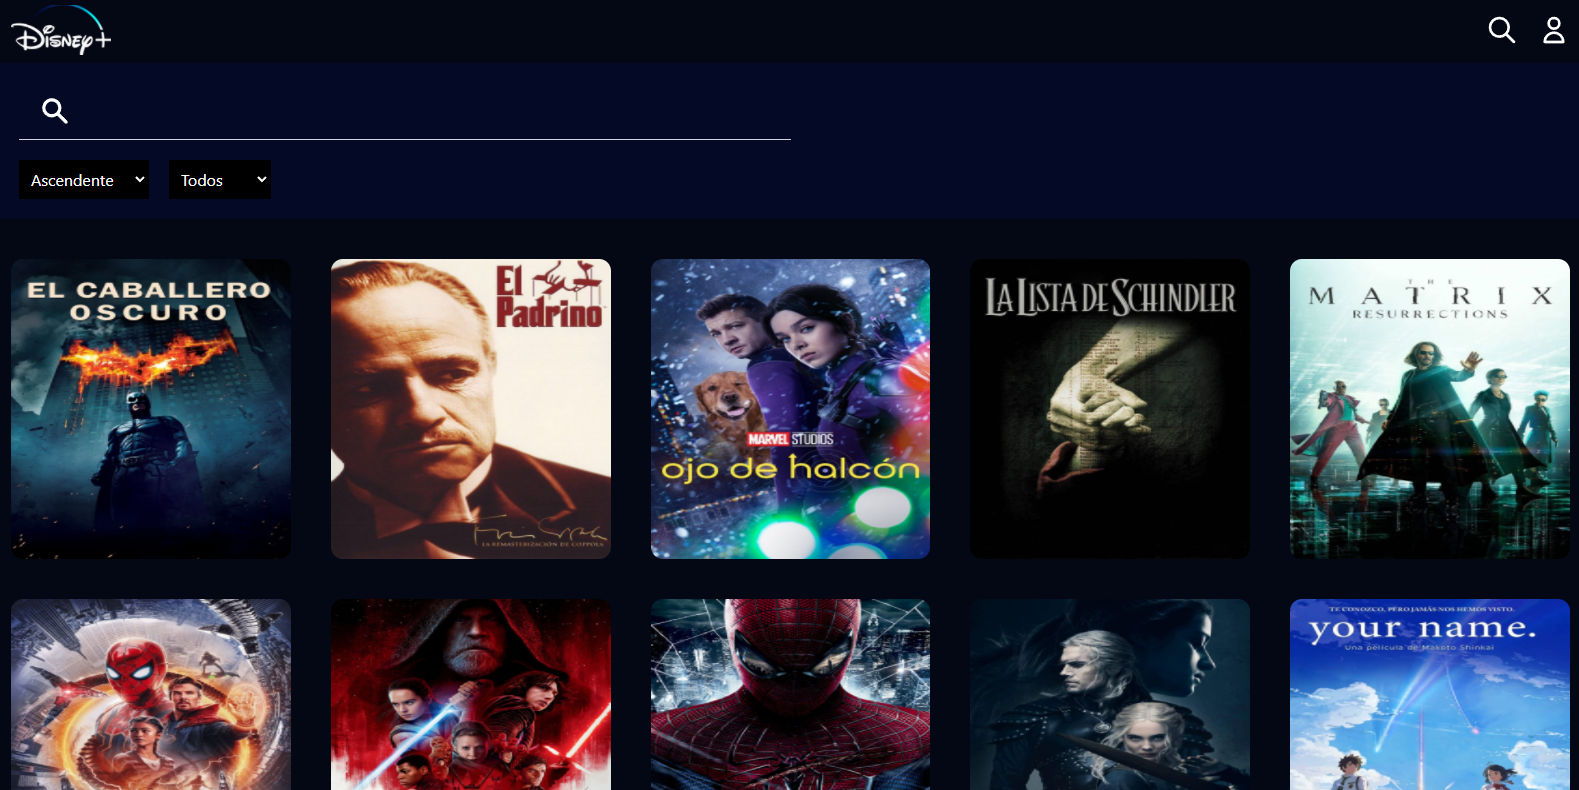 Disney+
Ascendente
Todos
EL CABALLERO
OSCURO
El
Padrino
LA REMASTERIZACIÓN DE COPPOLA
MARVEL STUDIOS
ojo de halcón
LA LISTA DE SCHINDLER
THE
MATRIX
RESURRECTIONS
TE CONOZCO, PERO JAMÁS NOS HEMOS VISTO.
your name.
Una película de Makoto Shinkai